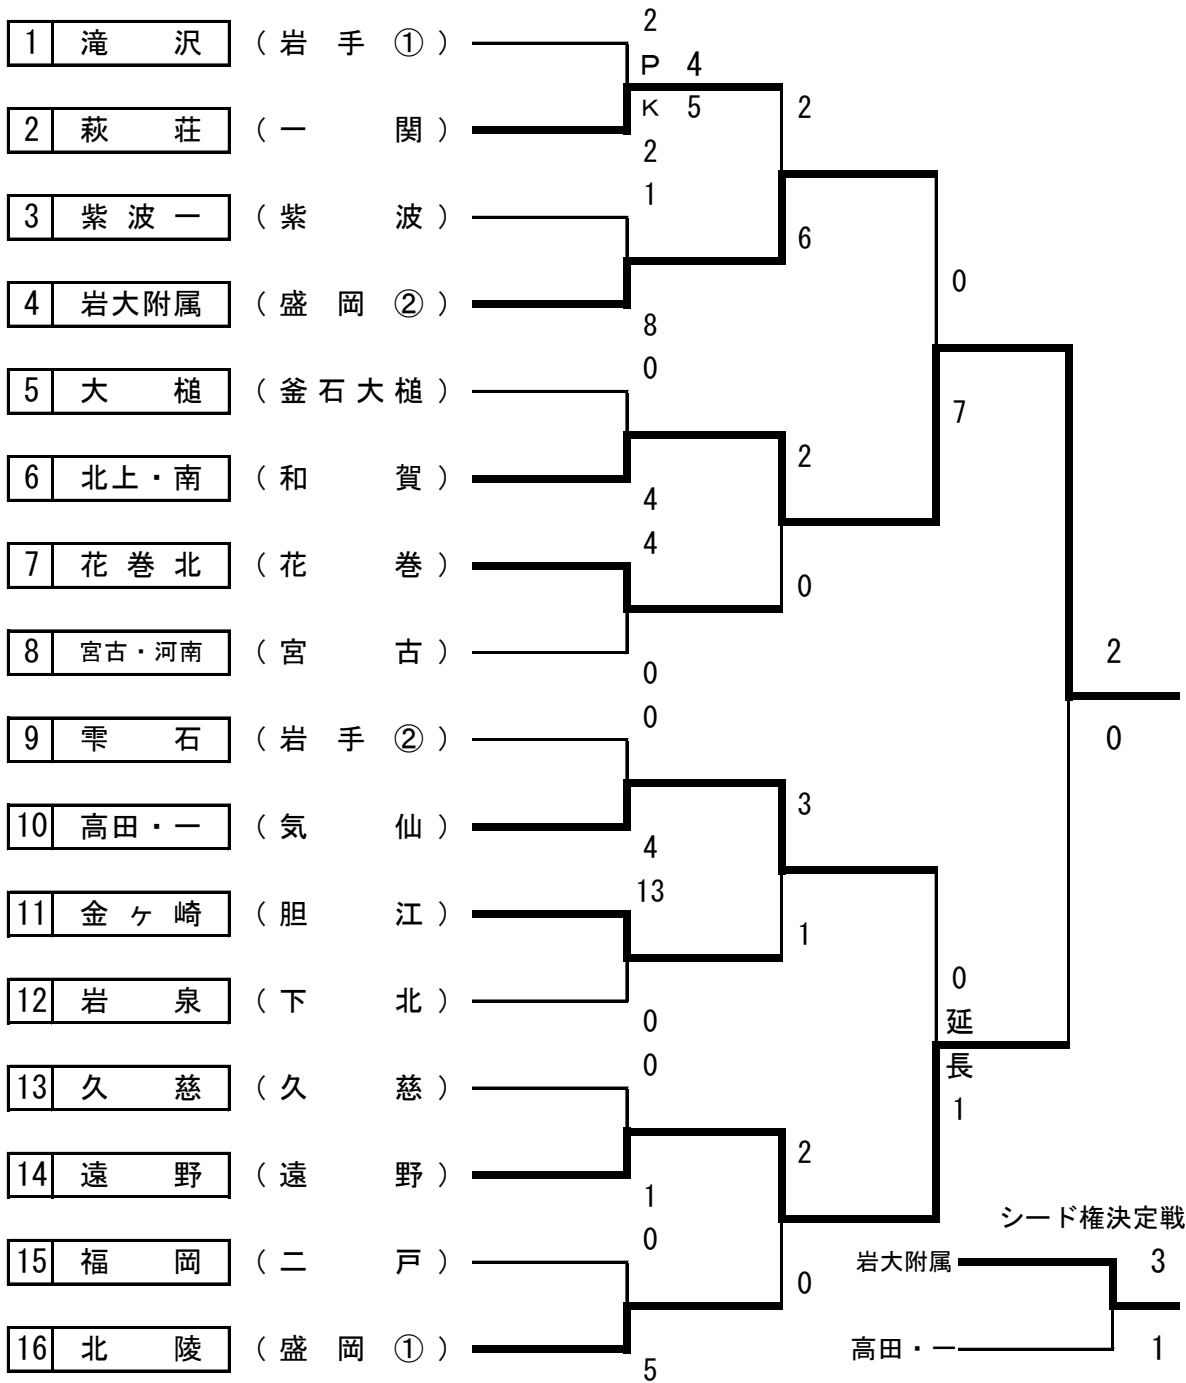 1 滝 沢 (岩 手 ①)
2
P 4
K 5
2
2 萩 荘 (一 関)
2
1
3 紫 波 一 (紫 波)
6
4 岩大附属 (盛 岡 ②)
0
8
0
5 大 槌 (釜石大槌)
7
2
6 北上・南 (和 賀)
4
4
7 花 巻 北 (花 巻)
0
8 宮古・河南 (宮 古)
2
0
0
9 雫 石 (岩 手 ②)
0
3
10 高田・一 (気 仙)
4
13
11 金 ヶ 崎 (胆 江)
1
0
12 岩 泉 (下 北)
0
延
長
0
13 久 慈 (久 慈)
1
2
14 遠 野 (遠 野)
1
シード権決定戦
0
15 福 岡 (二 戸)
岩大附属 3
0
16 北 陵 (盛 岡 ①)
高田・一 1
5